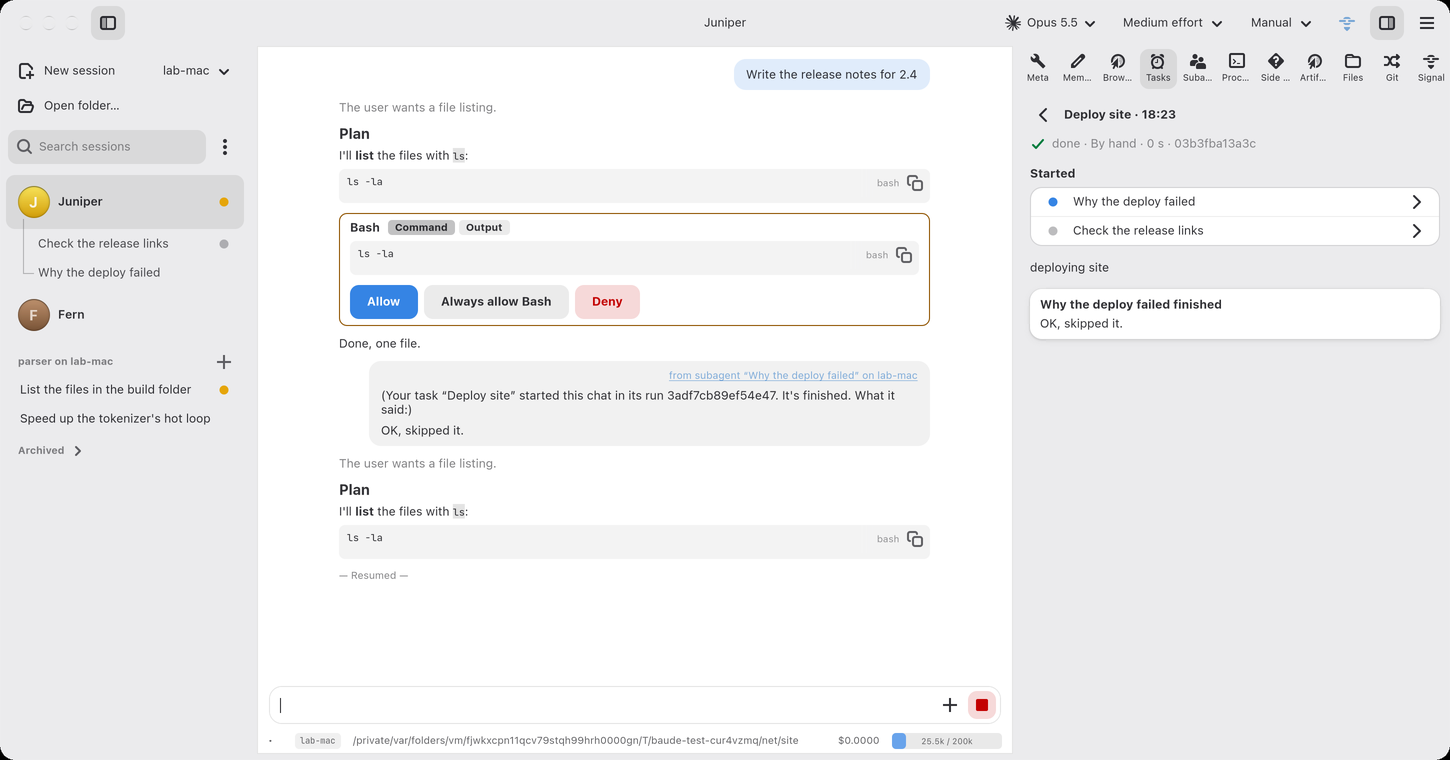 Juniper
Opus 5.5
Medium effort
Manual
New session
lab-mac
Open folder...
Search sessions
J
Juniper
Check the release links
Why the deploy failed
F
Fern
parser on lab-mac
List the files in the build folder
Speed up the tokenizer's hot loop
Archived
Write the release notes for 2.4
The user wants a file listing.
Plan
I'll list the files with ls:
ls -la
bash
Bash
Command
Output
ls -la
bash
Allow
Always allow Bash
Deny
Done, one file.
from subagent “Why the deploy failed” on lab-mac
(Your task “Deploy site” started this chat in its run 3adf7cb89ef54e47. It's finished. What it
said:)
OK, skipped it.
The user wants a file listing.
Plan
I'll list the files with ls:
ls -la
bash
— Resumed —
lab-mac
/private/var/folders/vm/fjwkxcpn11qcv79stqh99hrh0000gn/T/baude-test-cur4vzmq/net/site
$0.0000
25.5k / 200k
Meta
Mem...
Brow...
Tasks
Suba...
Proc...
Side ...
Artif...
Files
Git
Signal
Deploy site · 18:23
done · By hand · 0 s · 03b3fba13a3c
Started
Why the deploy failed
Check the release links
deploying site
Why the deploy failed finished
OK, skipped it.